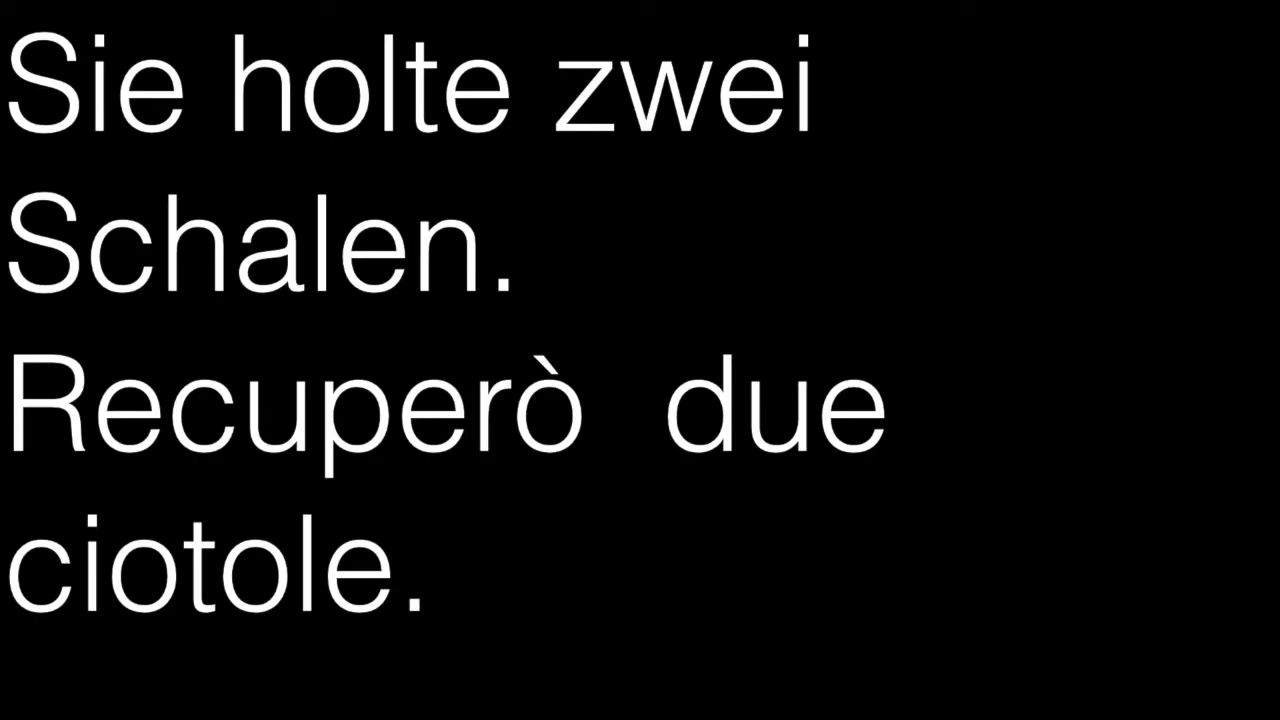 Sie holte zwei
Schalen.
Recuperò  due
ciotole.